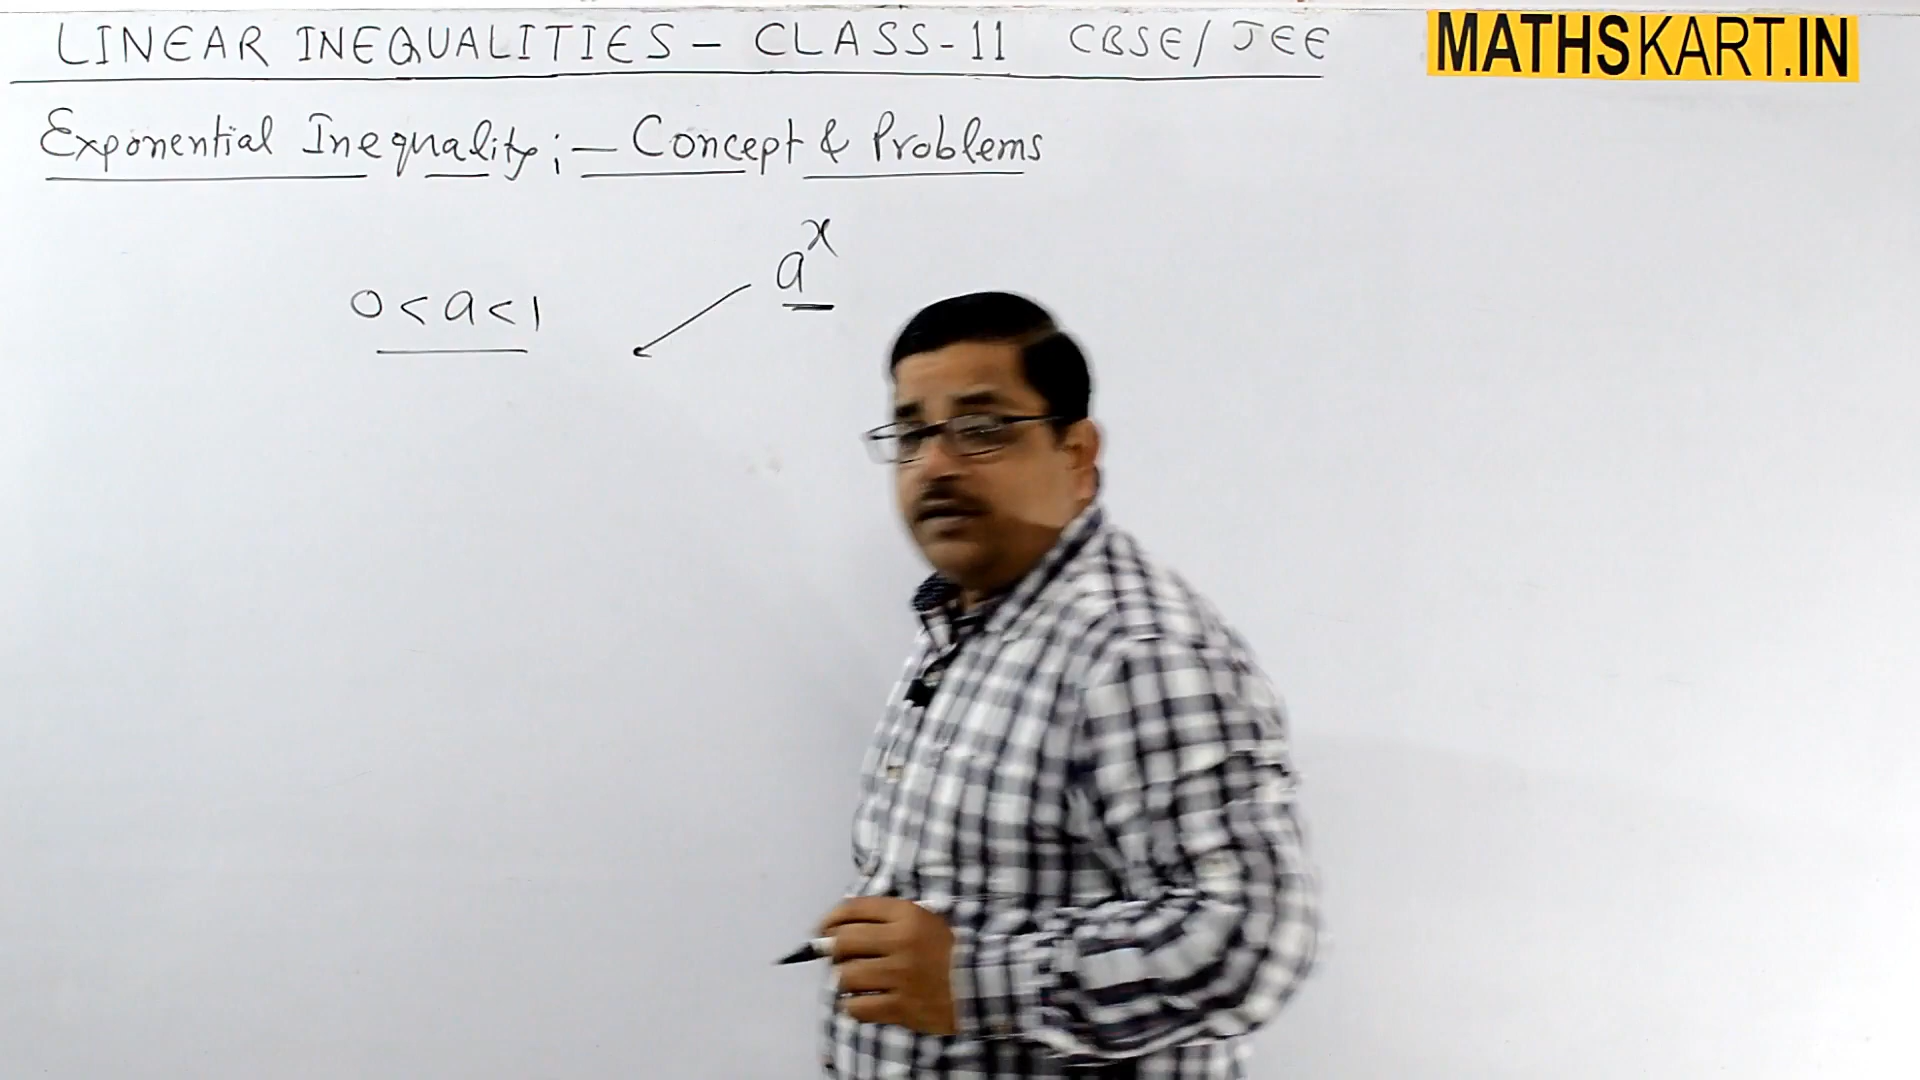 LINEAR INEQUALITIES - CLASS-11 CBSE/ JEE
MATHSKART.IN
Exponential Inequality; - Concept & Problems
a^x
0 < a < 1